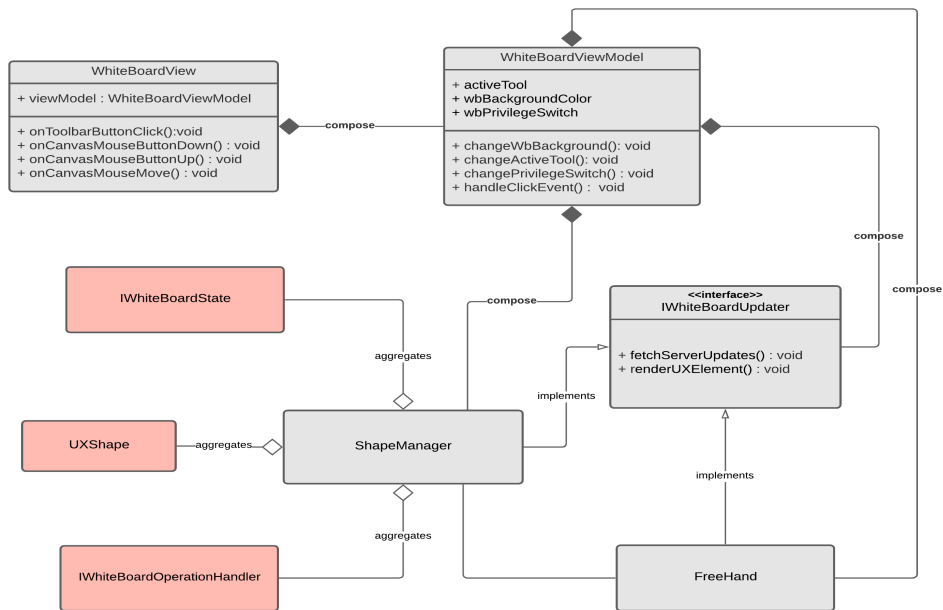 WhiteBoardView
+ viewModel : WhiteBoardViewModel
+ onToolbarButtonClick():void
+ onCanvasMouseButtonDown() : void
+ onCanvasMouseButtonUp() : void
+ onCanvasMouseMove() : void
compose
WhiteBoardViewModel
+ activeTool
+ wbBackgroundColor
+ wbPrivilegeSwitch
+ changeWbBackground(): void
+ changeActiveTool(): void
+ changePrivilegeSwitch() : void
+ handleClickEvent() :  void
compose
compose
compose
IWhiteBoardState
aggregates
<<interface>>
IWhiteBoardUpdater
+ fetchServerUpdates() : void
+ renderUXElement() : void
implements
UXShape
aggregates
ShapeManager
implements
aggregates
IWhiteBoardOperationHandler
FreeHand